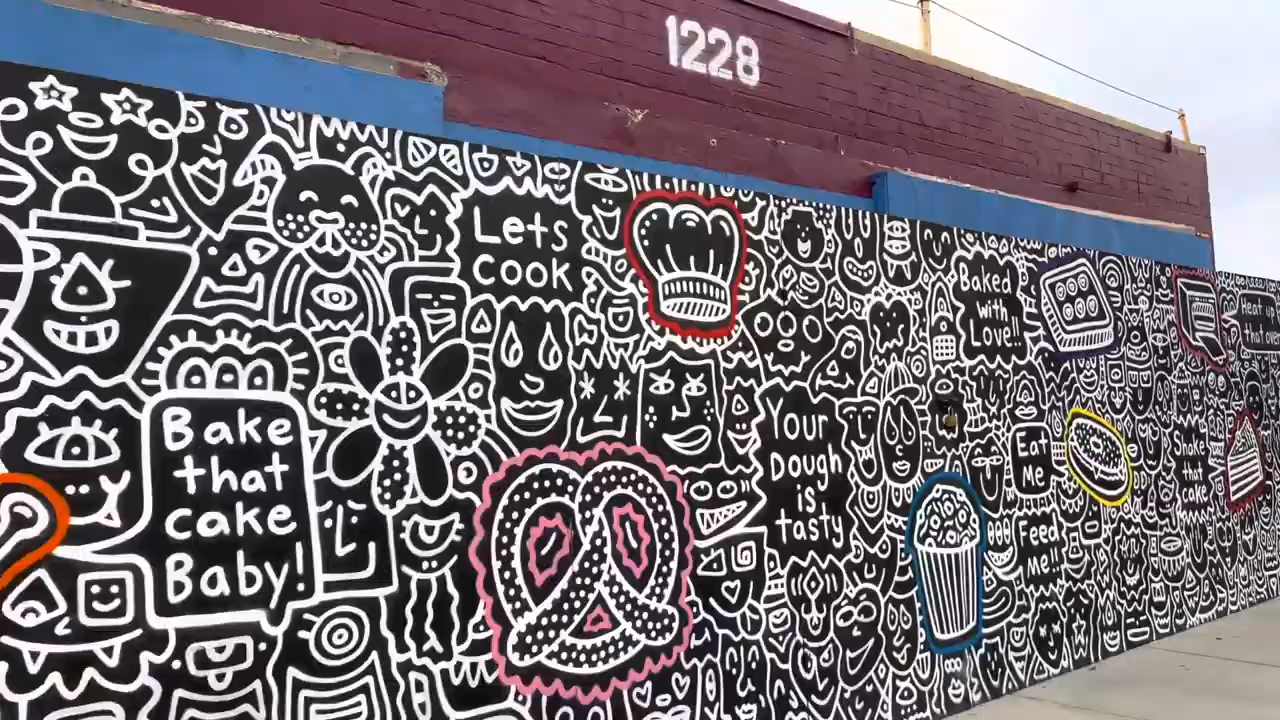 1228
Lets
Cook
Bake
that
cake
Baby!
Your
Dough
is
tasty
Baked
with
Love!!
Eat
Me
Feed
me!!
Shake
that
cake
Heat up
that oven